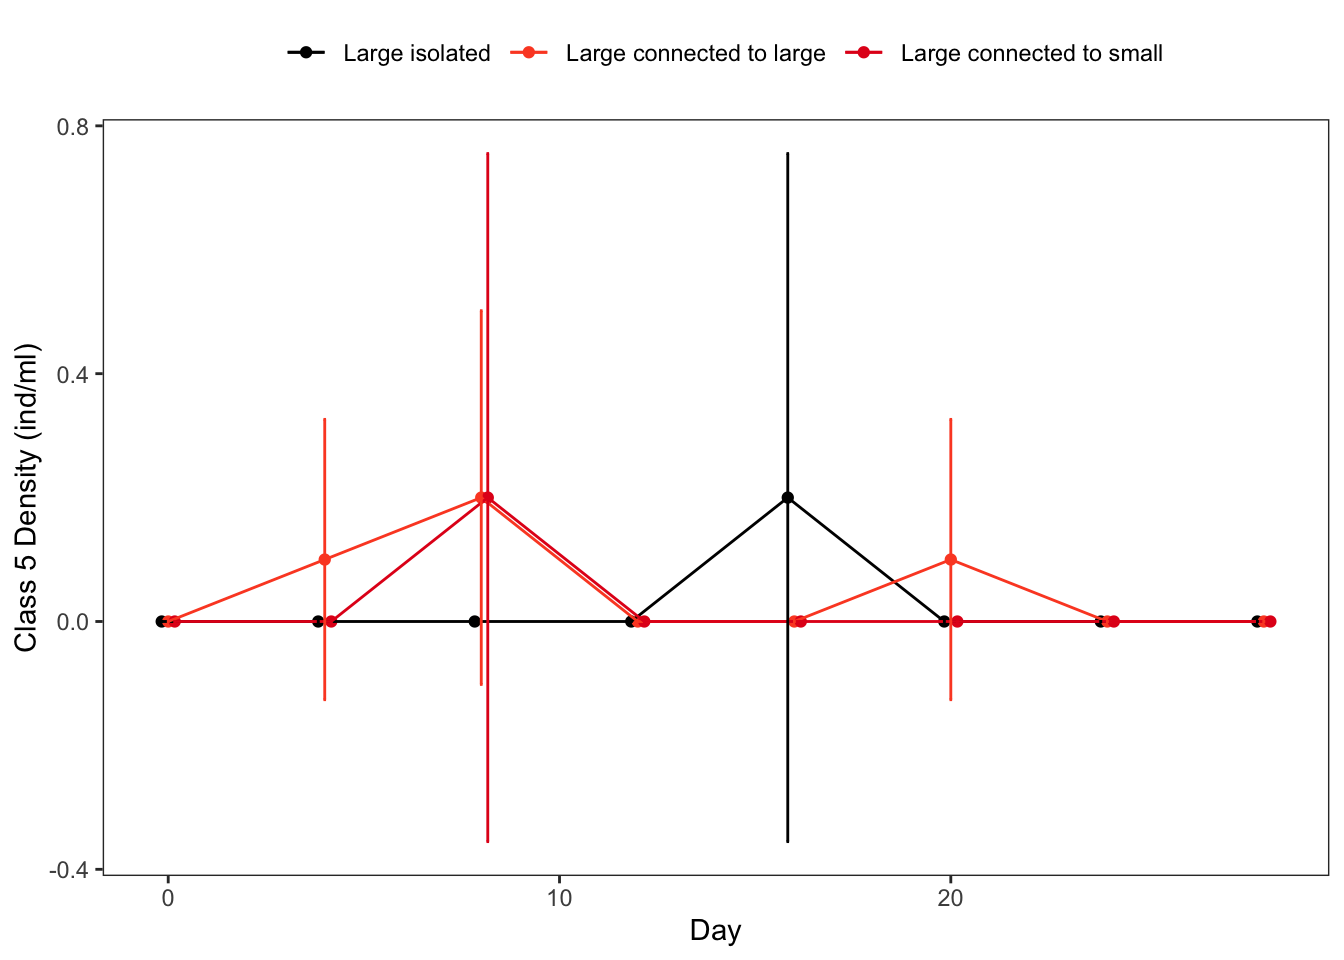 Large isolated Large connected to large Large connected to small
0.8
0.4
0.0
-0.4
Class 5 Density (ind/ml)
0 10 20
Day